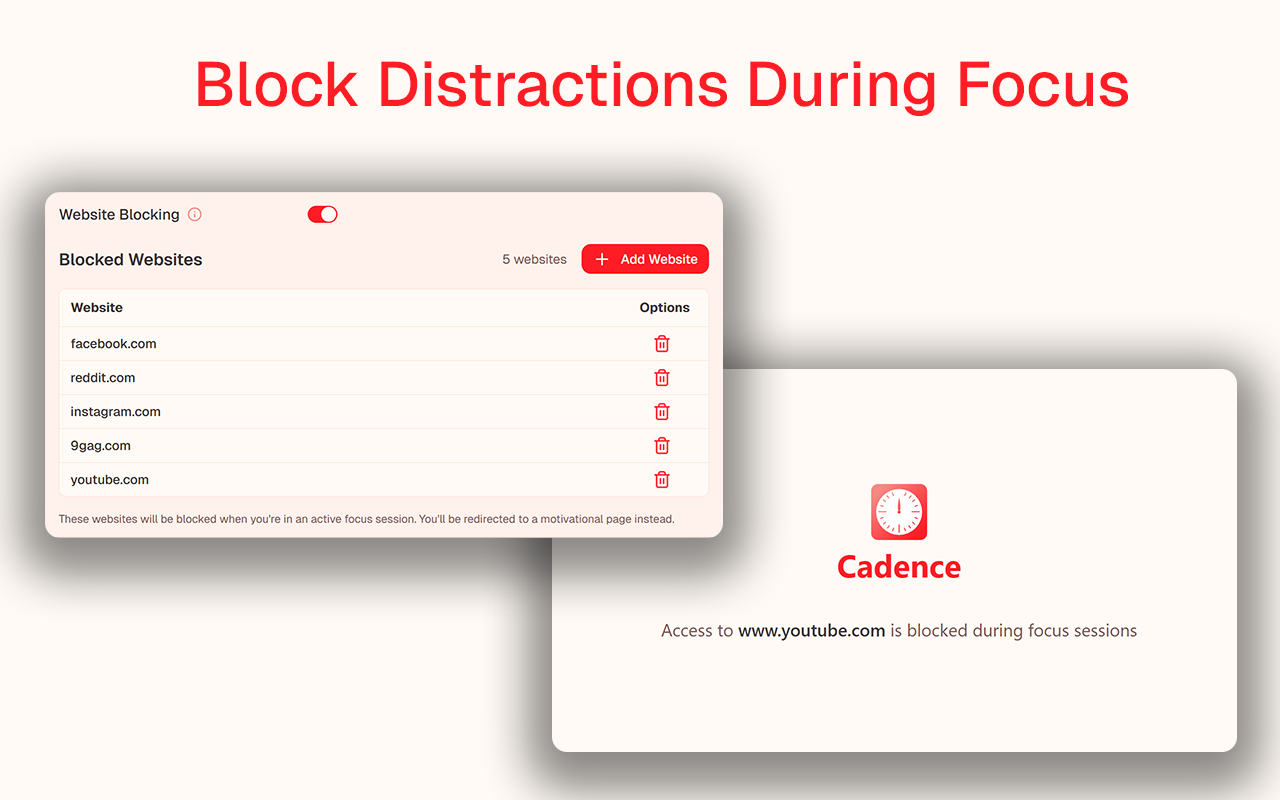 Block Distractions During Focus
Website Blocking
Blocked Websites
5 websites
Add Website
Website
Options
facebook.com
reddit.com
instagram.com
9gag.com
youtube.com
These websites will be blocked when you're in an active focus session. You'll be redirected to a motivational page instead.
Cadence
Access to www.youtube.com is blocked during focus sessions